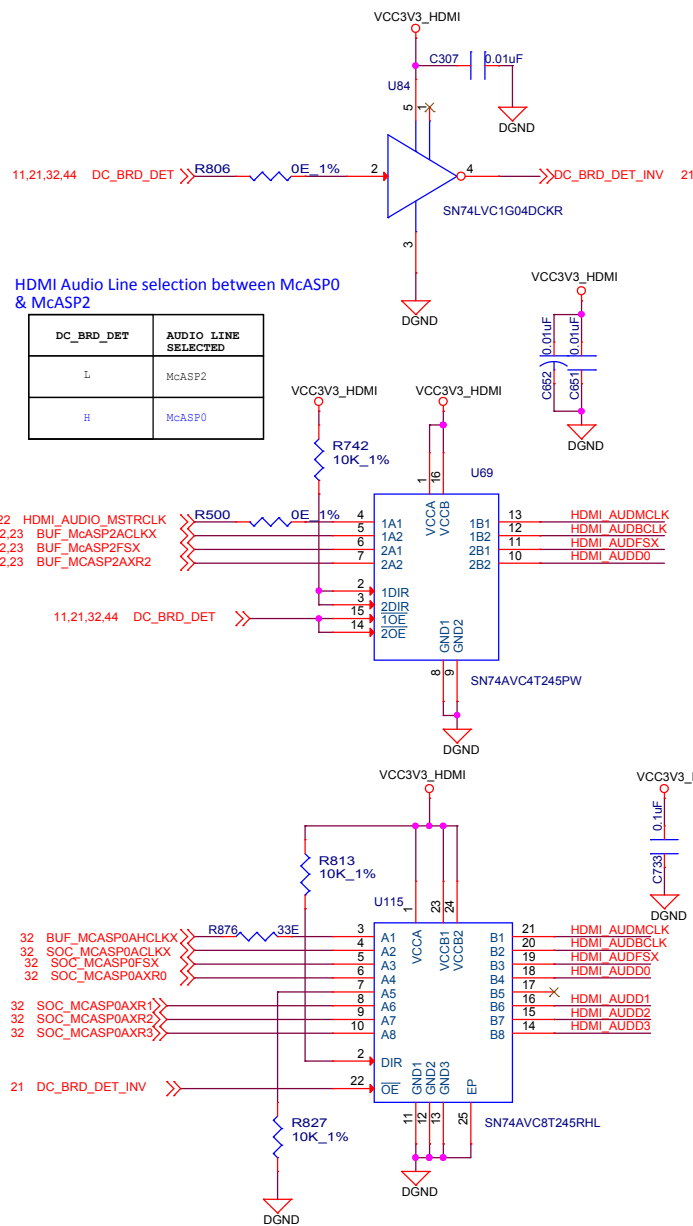 VCC3V3_HDMI
C307 0.01uF
U84
5 1
DGND
11,21,32,44 DC_BRD_DET R806 0E_1% 2 4 DC_BRD_DET_INV 21
SN74LVC1G04DCKR
3
DGND
HDMI Audio Line selection between McASP0
& McASP2
DC_BRD_DET AUDIO LINE
SELECTED
L McASP2
H McASP0
VCC3V3_HDMI
0.01uF 0.01uF
C652 C651
DGND
VCC3V3_HDMI VCC3V3_HDMI
R742
10K_1%
1 16 U69
VCCA VCCB
22 HDMI_AUDIO_MSTRCLK R500 0E_1% 4 1A1 1B1 13 HDMI_AUDMCLK
2,23 BUF_McASP2ACLKX 5 1A2 1B2 12 HDMI_AUDBCLK
2,23 BUF_MCASP2FSX 6 2A1 2B1 11 HDMI_AUDFSX
2,23 BUF_MCASP2AXR2 7 2A2 2B2 10 HDMI_AUDD0
2 1DIR
3 2DIR
11,21,32,44 DC_BRD_DET 15 1OE
14 2OE
GND1 GND2
8 9
SN74AVC4T245PW
DGND
VCC3V3_HDMI VCC3V3_H
0.1uF
C733
DGND
R813
10K_1%
U115
1 23 24
VCCA VCCB1 VCCB2
32 BUF_MCASP0AHCLKX R876 33E 3 A1 B1 21 HDMI_AUDMCLK
32 SOC_MCASP0ACLKX 4 A2 B2 20 HDMI_AUDBCLK
32 SOC_MCASP0FSX 5 A3 B3 19 HDMI_AUDFSX
32 SOC_MCASP0AXR0 6 A4 B4 18 HDMI_AUDD0
7 A5 B5 17
32 SOC_MCASP0AXR1 8 A6 B6 16 HDMI_AUDD1
32 SOC_MCASP0AXR2 9 A7 B7 15 HDMI_AUDD2
32 SOC_MCASP0AXR3 10 A8 B8 14 HDMI_AUDD3
2 DIR
21 DC_BRD_DET_INV 22 OE
GND1 GND2 GND3 EP
11 12 13 25
SN74AVC8T245RHL
R827
10K_1%
DGND
DGND